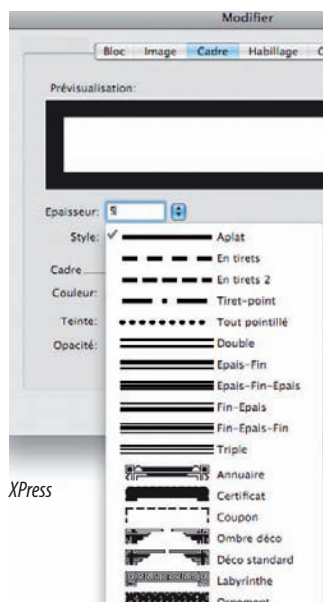 Modifier
Bloc Image Cadre Habillage
Prévisualisation:
Epaisseur: 5
Style: Aplat
En tirets
Cadre En tirets 2
Couleur: Tiret-point
Teinte: Tout pointillé
Opacité: Double
Epais-Fin
Epais-Fin-Epais
Fin-Epais
Fin-Epais-Fin
Triple
XPress
Annuaire
Certificat
Coupon
Ombre déco
Déco standard
Labyrinthe
Ornement